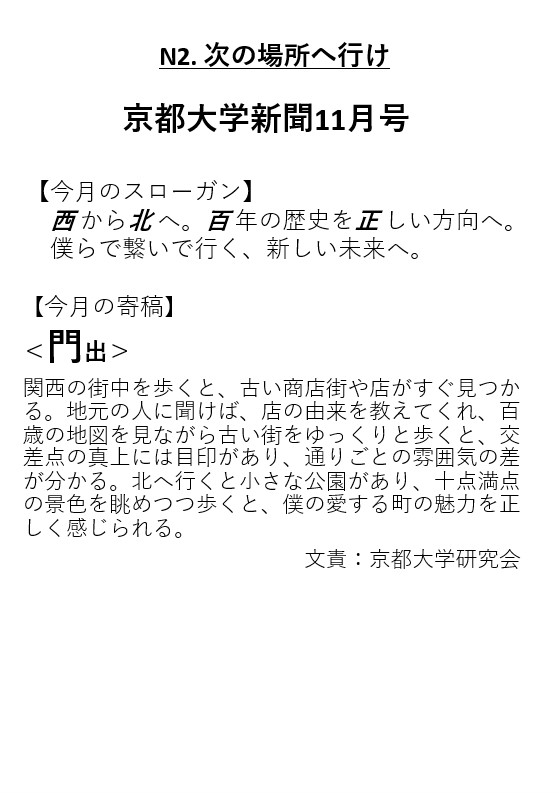 N2. 次の場所へ行け
京都大学新聞11月号
【今月のスローガン】
西から北へ。百年の歴史を正しい方向へ。
僕らで繋いで行く、新しい未来へ。
【今月の寄稿】
＜門出＞
関西の街中を歩くと、古い商店街や店がすぐ見つか
る。地元の人に聞けば、店の由来を教えてくれ、百
歳の地図を見ながら古い街をゆっくりと歩くと、交
差点の真上には目印があり、通りごとの雰囲気の差
が分かる。北へ行くと小さな公園があり、十点満点
の景色を眺めつつ歩くと、僕の愛する町の魅力を正
しく感じられる。
文責：京都大学研究会